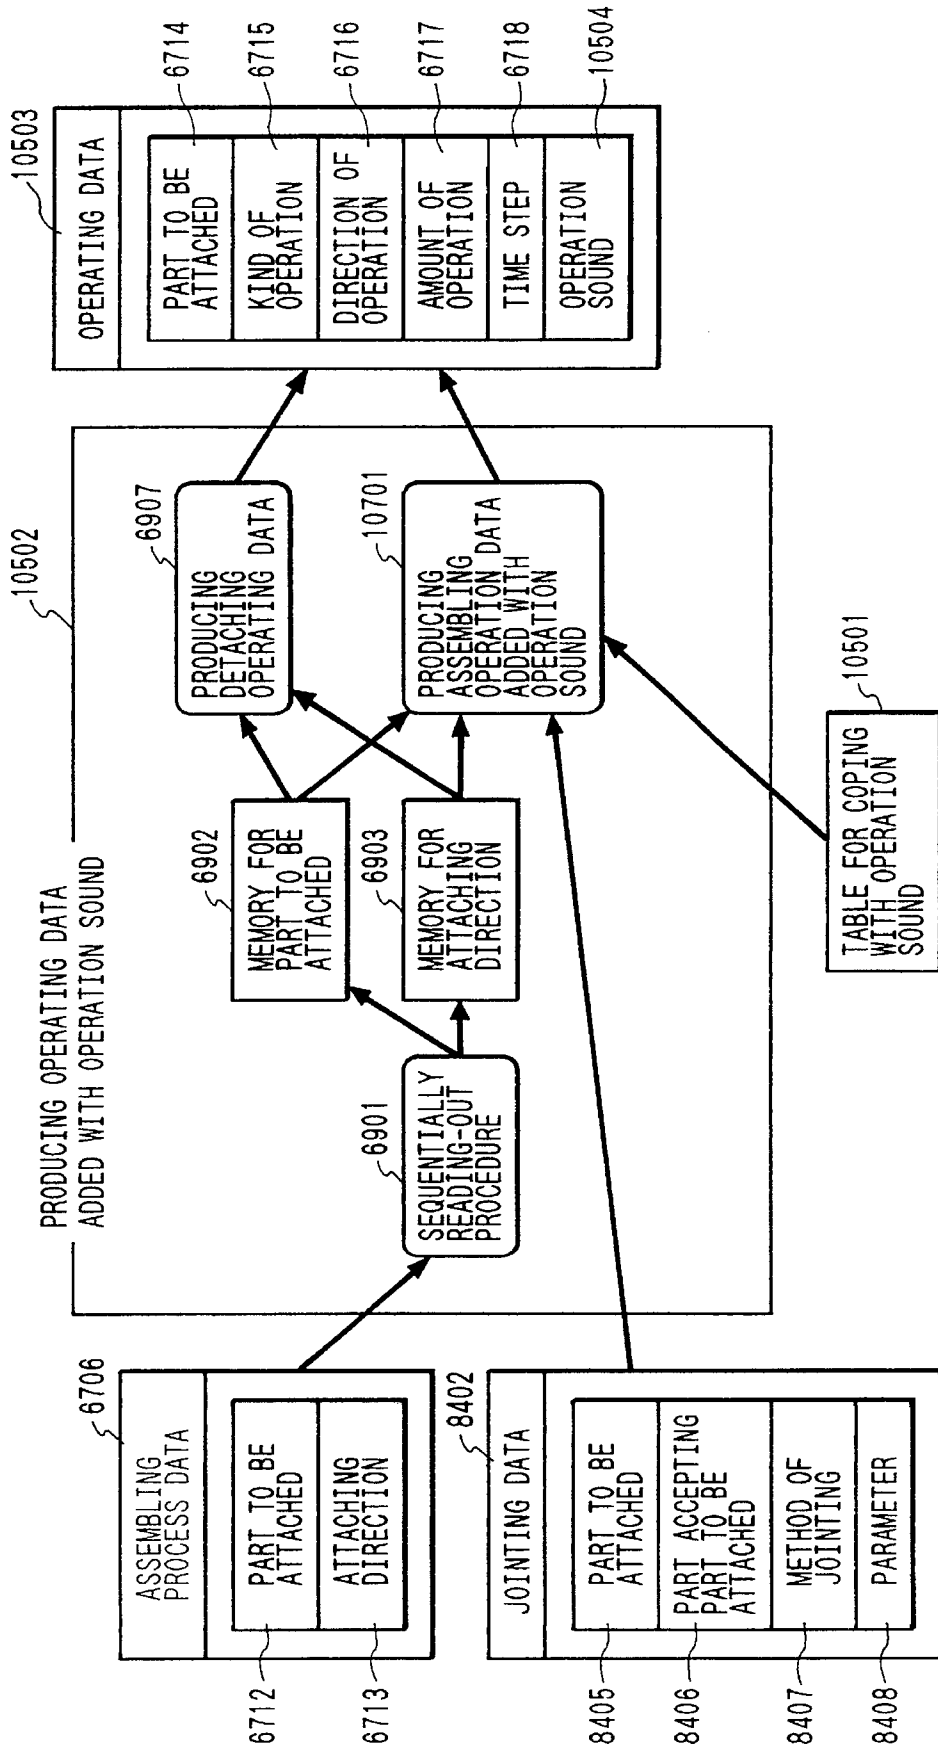 PRODUCING OPERATING DATA
ADDED WITH OPERATION SOUND
10502
6706
ASSEMBLING
PROCESS DATA
6712
PART TO BE
ATTACHED
6713
ATTACHING
DIRECTION
8402
JOINTING DATA
8405
PART TO BE
ATTACHED
8406
PART ACCEPTING
PART TO BE
ATTACHED
8407
METHOD OF
JOINTING
8408
PARAMETER
6901
SEQUENTIALLY
READING-OUT
PROCEDURE
6902
MEMORY FOR
PART TO BE
ATTACHED
6903
MEMORY FOR
ATTACHING
DIRECTION
6907
PRODUCING
DETACHING
OPERATING DATA
10701
PRODUCING
ASSEMBLING
OPERATION DATA
ADDED WITH
OPERATION
SOUND
10501
TABLE FOR COPING
WITH OPERATION
SOUND
10503
OPERATING DATA
PART TO BE
ATTACHED
6714
KIND OF
OPERATION
6715
DIRECTION OF
OPERATION
6716
AMOUNT OF
OPERATION
6717
TIME STEP
6718
OPERATION
SOUND
10504